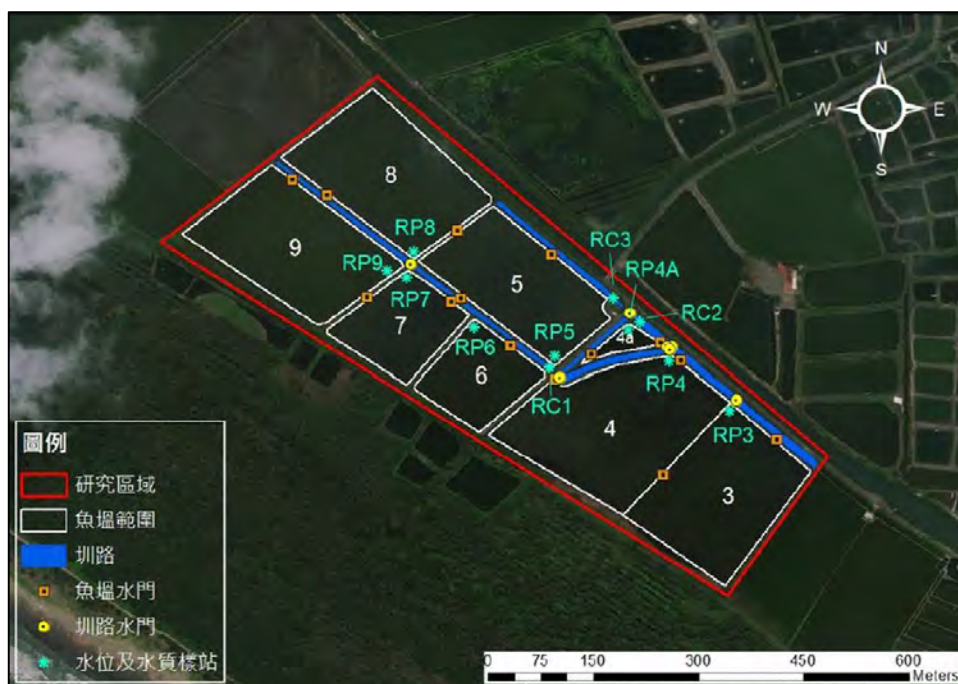 N
W
E
S
8
9
RP8
RC3
RP4A
RP9
RP7
5
RC2
7
4a
RP5
RP6
RP4
6
RC1
4
RP3
3
圖例
研究區域
魚塭範圍
圳路
魚塭水門
圳路水門
水位及水質樣站
0 75 150 300 450 600
Meters